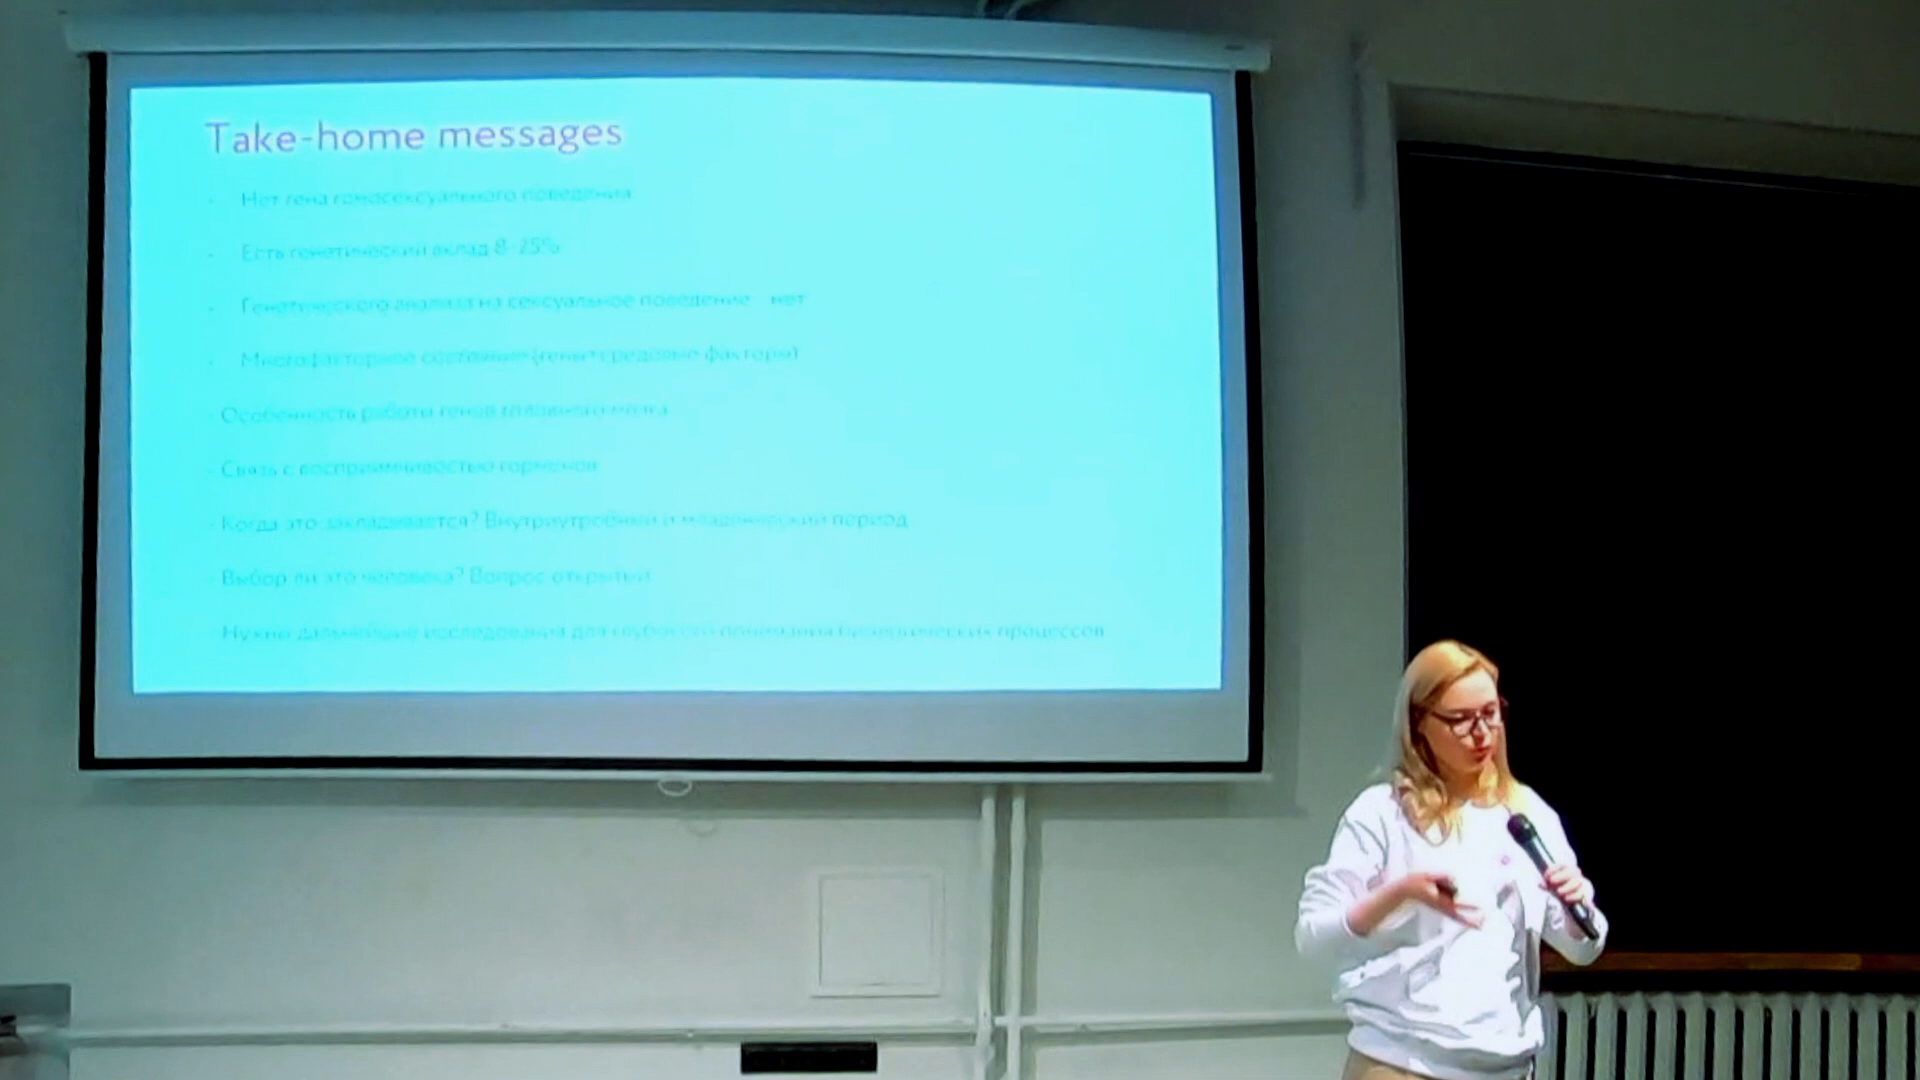 Take-home messages
- Нет гена гомосексуального поведения
- Есть генетический вклад 8-25%
- Генетического анализа на сексуальное поведение - нет
- Многофакторное состояние (гены+средовые факторы)
- Особенность работы генов головного мозга
- Связь с восприимчивостью гормонов
- Когда это закладывается? Внутриутробный и младенческий период
- Выбор ли это человека? Вопрос открытый
- Нужны дальнейшие исследования для глубокого понимания биологических процессов